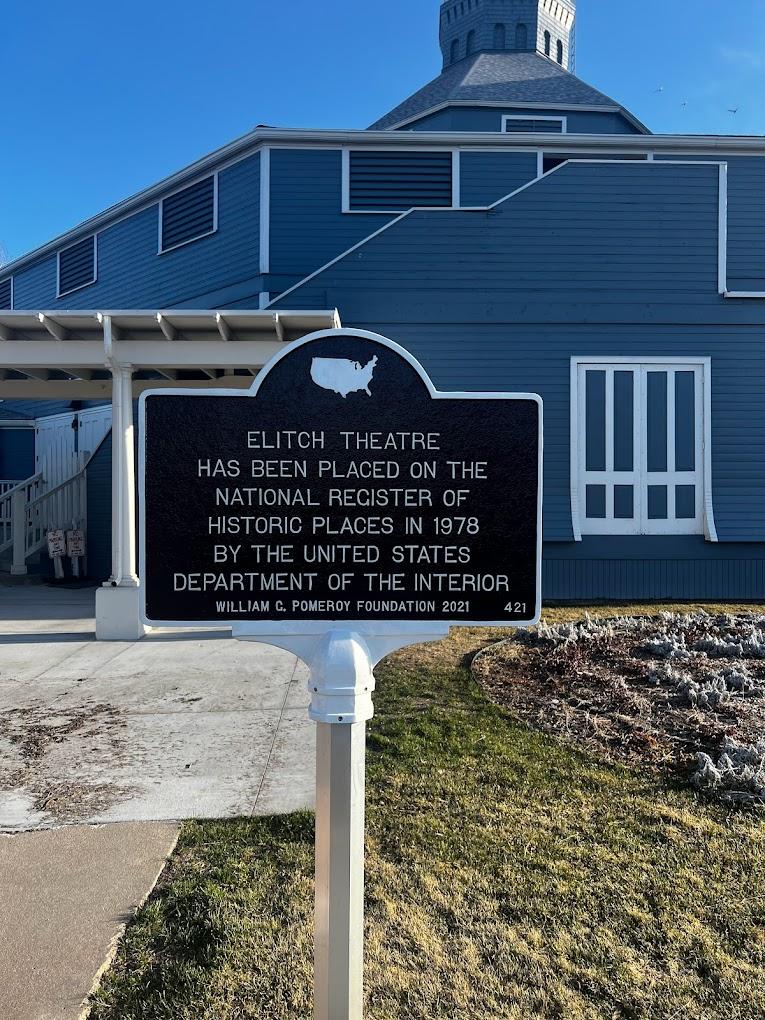 ELITCH THEATRE
HAS BEEN PLACED ON THE
NATIONAL REGISTER OF
HISTORIC PLACES IN 1978
BY THE UNITED STATES
DEPARTMENT OF THE INTERIOR
WILLIAM G. POMEROY FOUNDATION 2021 421